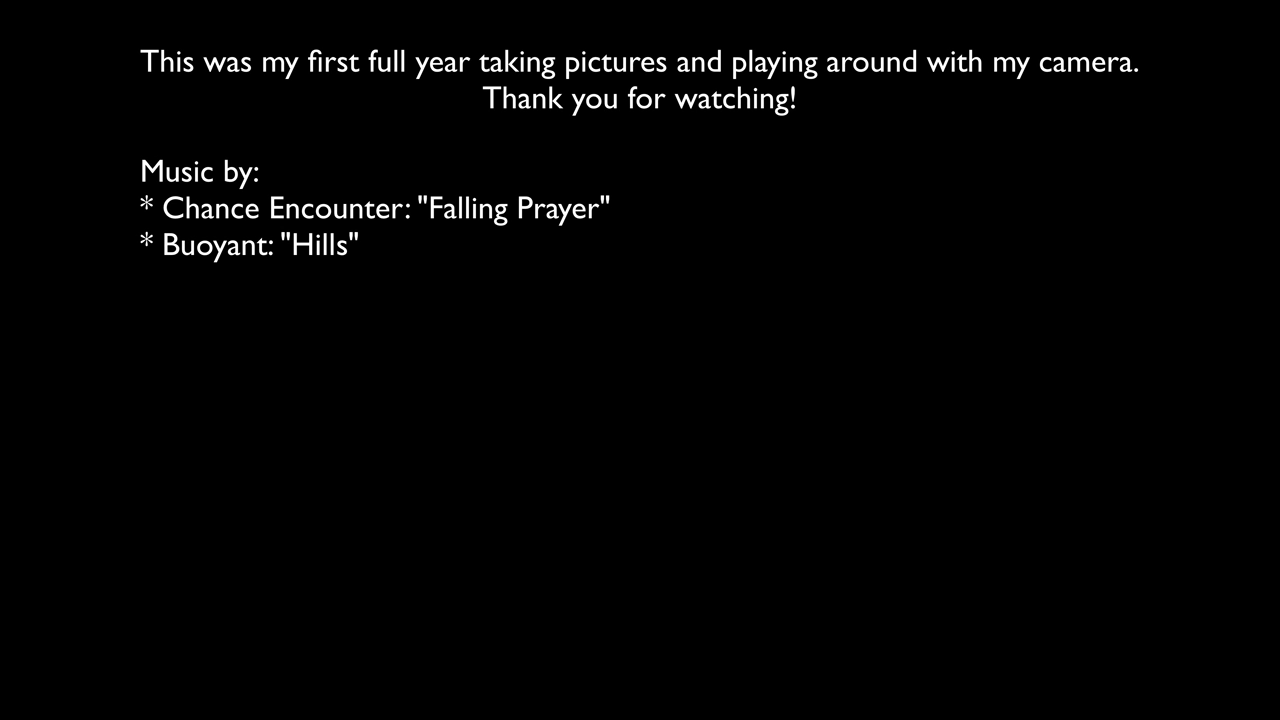 This was my first full year taking pictures and playing around with my camera.
Thank you for watching!
Music by:
* Chance Encounter: "Falling Prayer"
* Buoyant: "Hills"